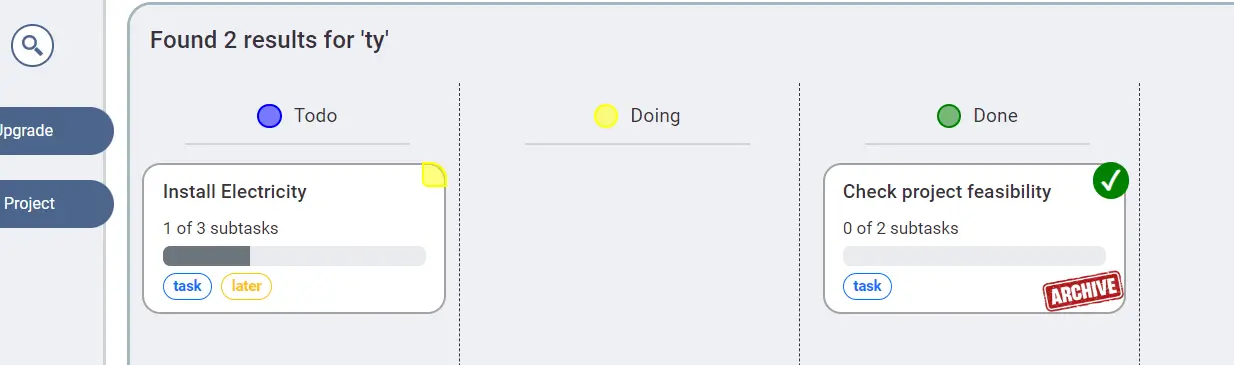 Found 2 results for 'ty'
Upgrade
Project
Todo
Doing
Done
Install Electricity
1 of 3 subtasks
task later
Check project feasibility
0 of 2 subtasks
task
ARCHIVE